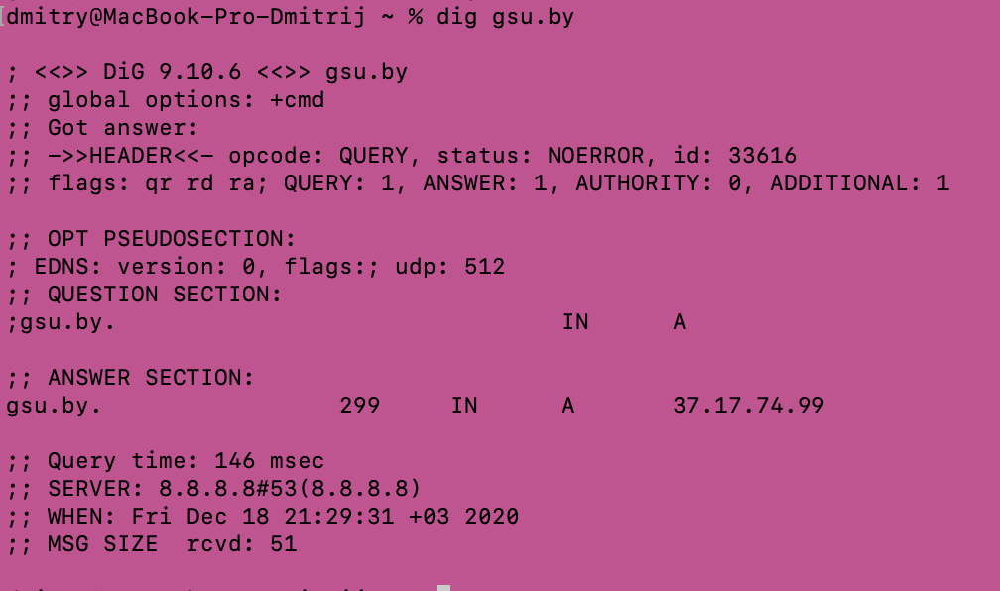 dmitry@MacBook-Pro-Dmitrij ~ % dig gsu.by
; <<>> DiG 9.10.6 <<>> gsu.by
;; global options: +cmd
;; Got answer:
;; ->>HEADER<<- opcode: QUERY, status: NOERROR, id: 33616
;; flags: qr rd ra; QUERY: 1, ANSWER: 1, AUTHORITY: 0, ADDITIONAL: 1
;; OPT PSEUDOSECTION:
; EDNS: version: 0, flags:; udp: 512
;; QUESTION SECTION:
;gsu.by. IN A
;; ANSWER SECTION:
gsu.by. 299 IN A 37.17.74.99
;; Query time: 146 msec
;; SERVER: 8.8.8.8#53(8.8.8.8)
;; WHEN: Fri Dec 18 21:29:31 +03 2020
;; MSG SIZE rcvd: 51